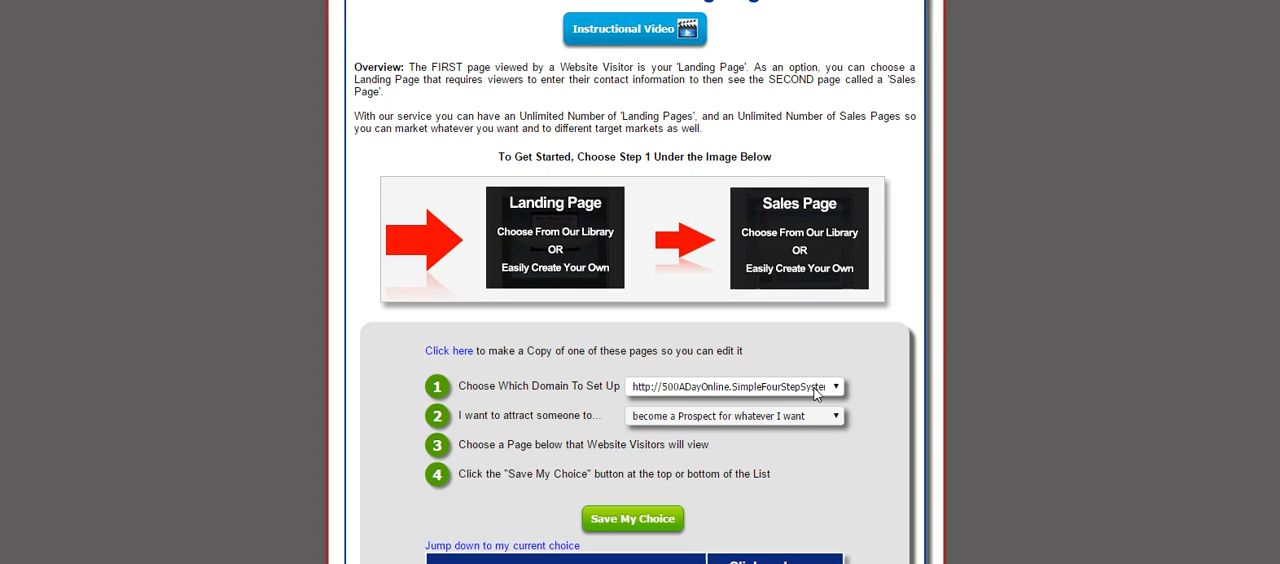 Instructional Video
Overview: The FIRST page viewed by a Website Visitor is your 'Landing Page'. As an option, you can choose a
Landing Page that requires viewers to enter their contact information to then see the SECOND page called a 'Sales
Page'.
With our service you can have an Unlimited Number of 'Landing Pages', and an Unlimited Number of Sales Pages so
you can market whatever you want and to different target markets as well.
To Get Started, Choose Step 1 Under the Image Below
Landing Page
Choose From Our Library
OR
Easily Create Your Own
Sales Page
Choose From Our Library
OR
Easily Create Your Own
Click here to make a Copy of one of these pages so you can edit it
1 Choose Which Domain To Set Up http://500ADayOnline.SimpleFourStepSyster
2 I want to attract someone to... become a Prospect for whatever I want
3 Choose a Page below that Website Visitors will view
4 Click the "Save My Choice" button at the top or bottom of the List
Save My Choice
Jump down to my current choice